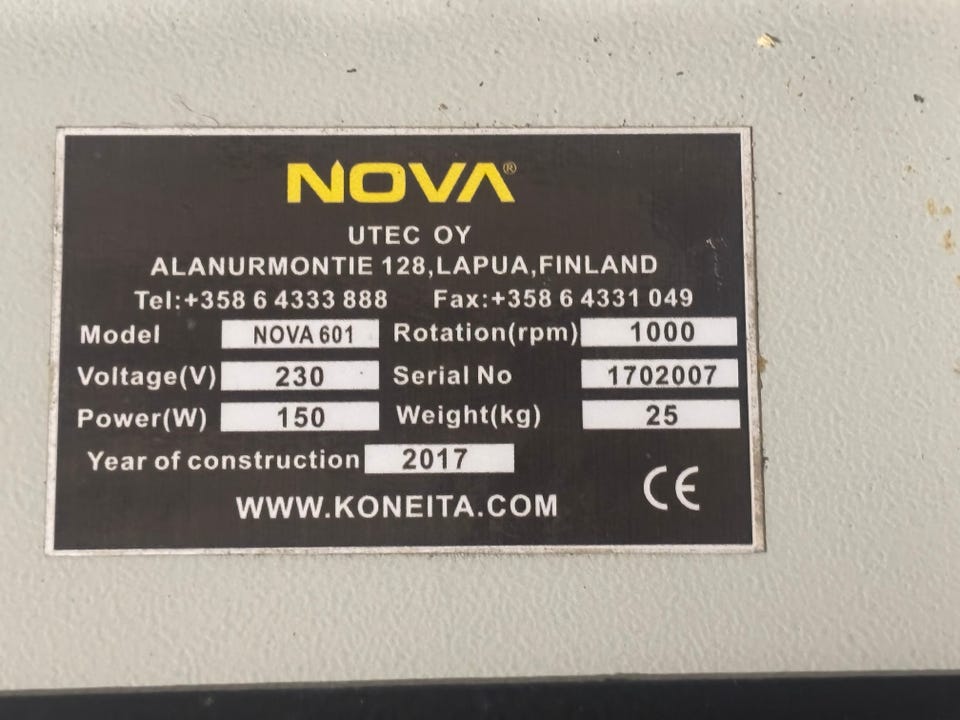 NOVA®
UTEC OY
ALANURMONTIE 128,LAPUA,FINLAND
Tel:+358 6 4333 888 Fax:+358 6 4331 049
Model NOVA 601 Rotation(rpm) 1000
Voltage(V) 230 Serial No 1702007
Power(W) 150 Weight(kg) 25
Year of construction 2017
WWW.KONEITA.COM CE